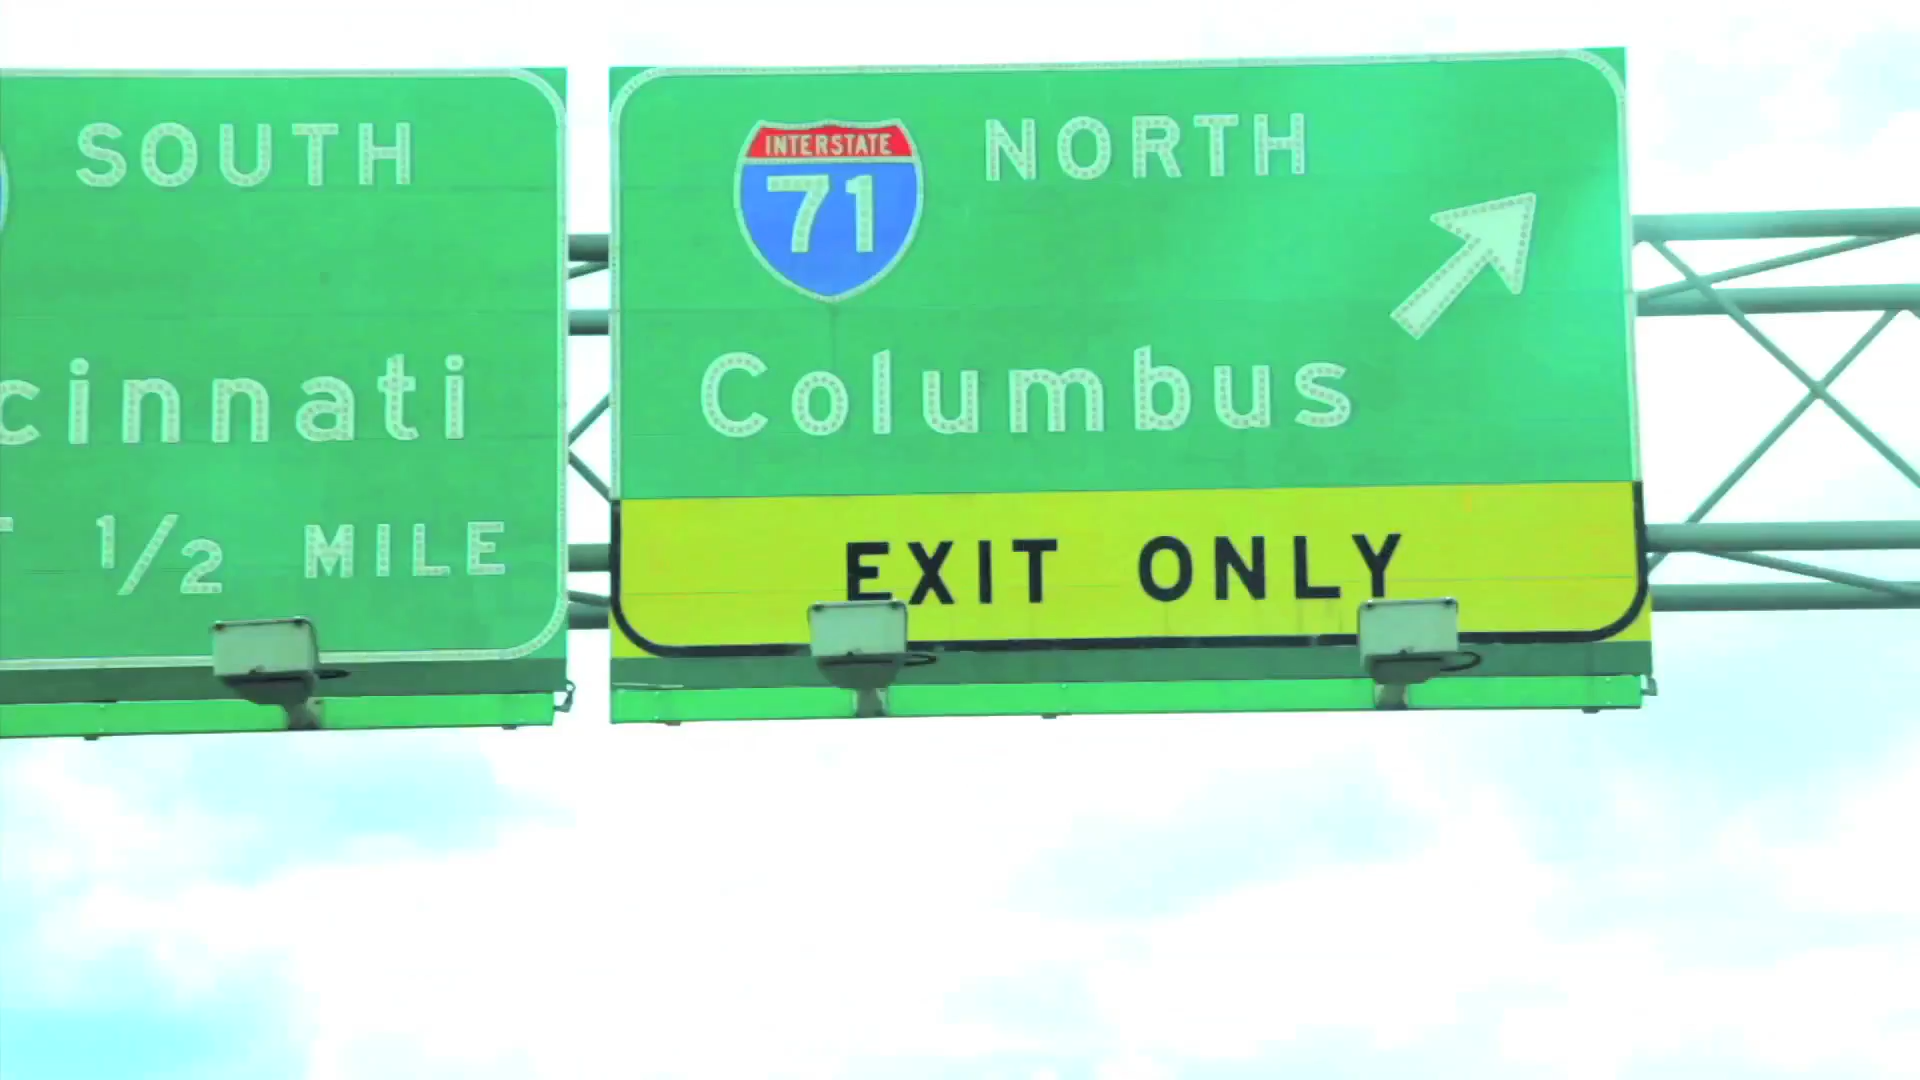 SOUTH
cinnati
1/2 MILE
INTERSTATE
71
NORTH
Columbus
EXIT ONLY